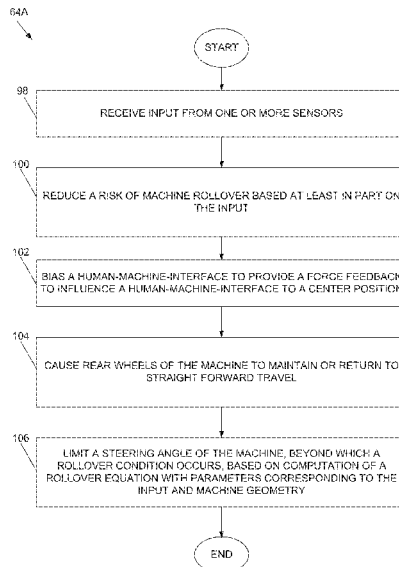 64A
START
98
RECEIVE INPUT FROM ONE OR MORE SENSORS
100
REDUCE A RISK OF MACHINE ROLLOVER BASED AT LEAST IN PART ON
THE INPUT
102
BIAS A HUMAN-MACHINE-INTERFACE TO PROVIDE A FORCE FEEDBACK
TO INFLUENCE A HUMAN-MACHINE-INTERFACE TO A CENTER POSITION
104
CAUSE REAR WHEELS OF THE MACHINE TO MAINTAIN OR RETURN TO
STRAIGHT FORWARD TRAVEL
106
LIMIT A STEERING ANGLE OF THE MACHINE, BEYOND WHICH A
ROLLOVER CONDITION OCCURS, BASED ON COMPUTATION OF A
ROLLOVER EQUATION WITH PARAMETERS CORRESPONDING TO THE
INPUT AND MACHINE GEOMETRY
END